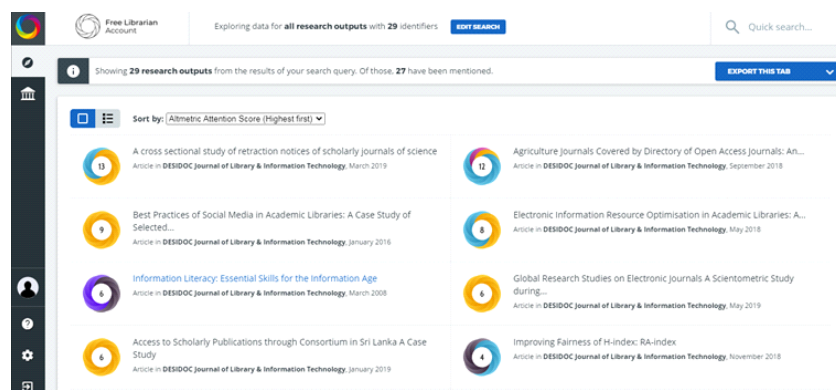 Free Librarian
Account
Exploring data for all research outputs with 29 identifiers
EDIT SEARCH
Quick search...
i
Showing 29 research outputs from the results of your search query. Of those, 27 have been mentioned.
EXPORT THIS TAB
Sort by: Altmetric Attention Score (Highest first)
13
A cross sectional study of retraction notices of scholarly journals of science
Article in DESIDOC Journal of Library & Information Technology, March 2019
12
Agriculture Journals Covered by Directory of Open Access Journals: An...
Article in DESIDOC Journal of Library & Information Technology, September 2018
9
Best Practices of Social Media in Academic Libraries: A Case Study of
Selected...
Article in DESIDOC Journal of Library & Information Technology, January 2016
8
Electronic Information Resource Optimisation in Academic Libraries: A...
Article in DESIDOC Journal of Library & Information Technology, May 2018
6
Information Literacy: Essential Skills for the Information Age
Article in DESIDOC Journal of Library & Information Technology, March 2008
6
Global Research Studies on Electronic Journals A Scientometric Study
during...
Article in DESIDOC Journal of Library & Information Technology, May 2019
6
Access to Scholarly Publications through Consortium in Sri Lanka A Case
Study
Article in DESIDOC Journal of Library & Information Technology, January 2019
4
Improving Fairness of H-index: RA-index
Article in DESIDOC Journal of Library & Information Technology, November 2018
?